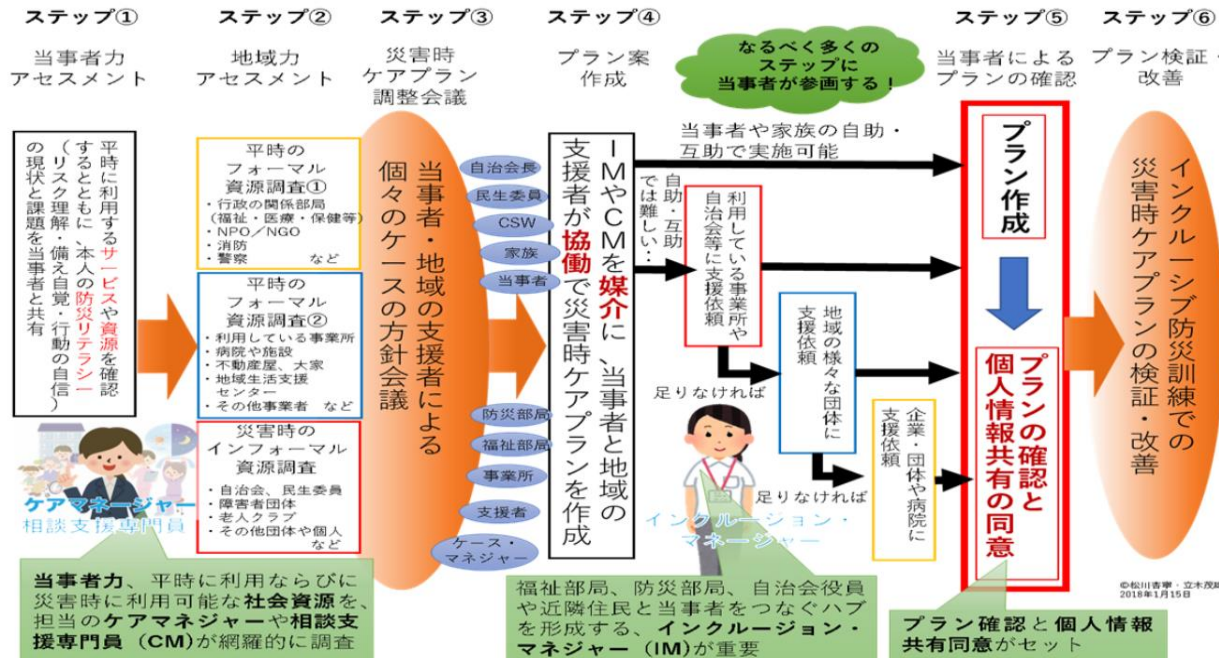 ステップ①
当事者力
アセスメント
ステップ②
地域力
アセスメント
ステップ③
災害時
ケアプラン
調整会議
ステップ④
プラン案
作成
なるべく多くの
ステップに
当事者が参画する！
ステップ⑤
当事者による
プランの確認
ステップ⑥
プラン検証・
改善
平時に利用するサービスや資源を確認
するとともに、本人の防災リテラシー
（リスク理解・備え自覚・行動の自信）
の現状と課題を当事者と共有
平時の
フォーマル
資源調査①
・行政の関係部局
（福祉・医療・保健等）
・NPO／NGO
・消防
・警察　など
平時の
フォーマル
資源調査②
・利用している事業所
・病院や施設
・不動産屋、大家
・地域生活支援
センター
・その他事業者　など
災害時の
インフォーマル
資源調査
・自治会、民生委員
・障害者団体
・老人クラブ
・その他団体や個人
など
当事者・地域の支援者による
個々のケースの方針会議
自治会長
民生委員
CSW
家族
当事者
防災部局
福祉部局
事業所
支援者
ケース・
マネジャー
IMやCMを媒介に、当事者と地域の
支援者が協働で災害時ケアプランを作成
当事者や家族の自助・
互助で実施可能
自助・互助
では難しい…
利用している事業所や
自治会等に支援依頼
足りなければ
地域の様々な団体に
支援依頼
足りなければ
企業・団体や病院に
支援依頼
プラン作成
プランの確認と
個人情報共有の同意
インクルーシブ防災訓練での
災害時ケアプランの検証・改善
ケアマネージャー
相談支援専門員
インクルージョン・
マネージャー
当事者力、平時に利用ならびに
災害時に利用可能な社会資源を、
担当のケアマネジャーや相談支
援専門員（CM）が網羅的に調査
福祉部局、防災部局、自治会役員
や近隣住民と当事者をつなぐハブ
を形成する、インクルージョン・
マネジャー（IM）が重要
プラン確認と個人情報
共有同意がセット
2018年1月15日